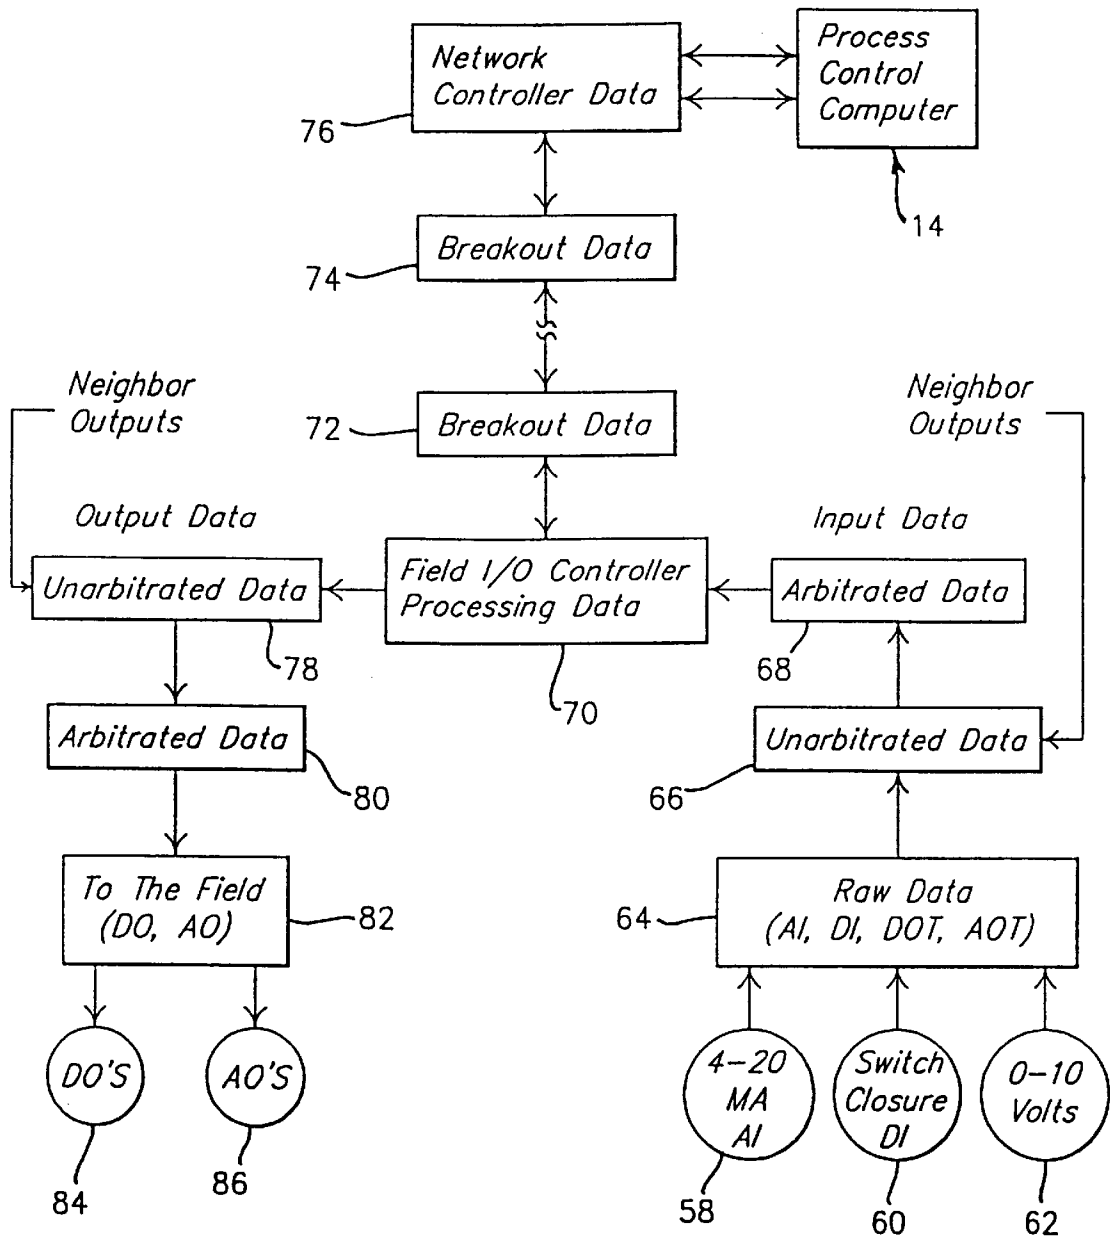 Network
Controller Data
76
Process
Control
Computer
14
Breakout Data
74
Neighbor
Outputs
Breakout Data
72
Neighbor
Outputs
Output Data
Input Data
Unarbitrated Data
78
Field I/O Controller
Processing Data
70
Arbitrated Data
68
Arbitrated Data
80
Unarbitrated Data
66
To The Field
(DO, AO)
82
Raw Data
(AI, DI, DOT, AOT)
64
DO'S
84
AO'S
86
4-20
MA
AI
58
Switch
Closure
DI
60
0-10
Volts
62